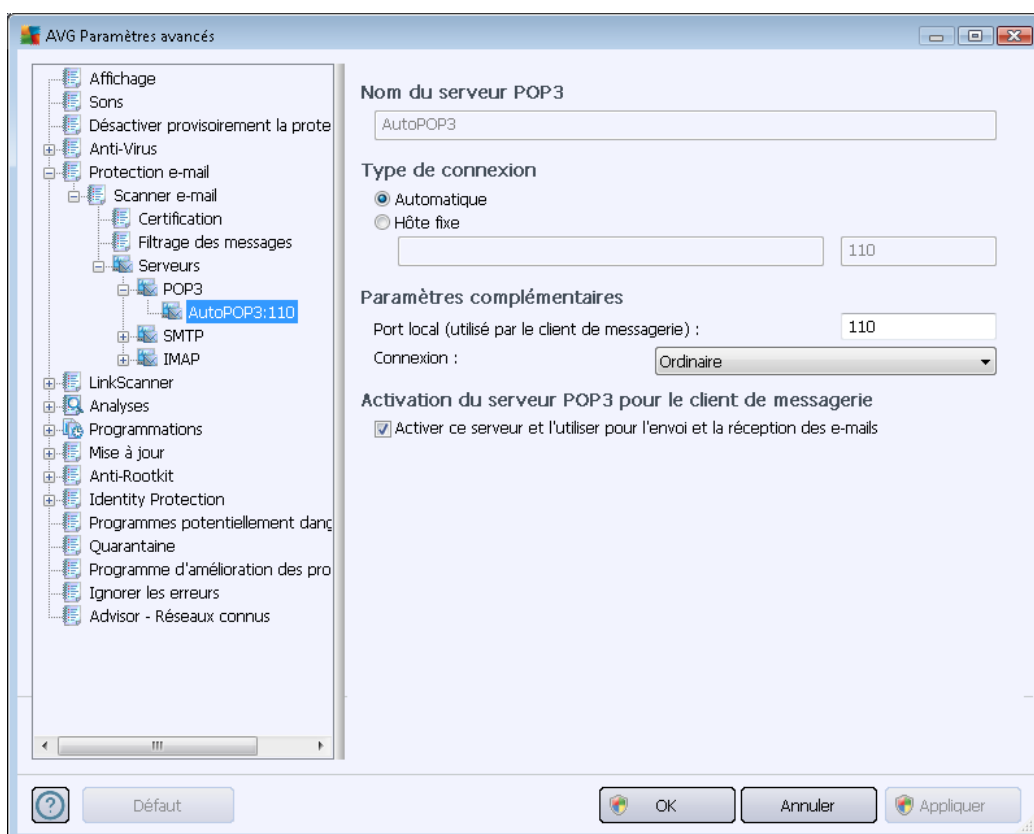 AVG Paramètres avancés
Affichage
Sons
Désactiver provisoirement la prote
Anti-Virus
Protection e-mail
Scanner e-mail
Certification
Filtrage des messages
Serveurs
POP3
AutoPOP3:110
SMTP
IMAP
LinkScanner
Analyses
Programmations
Mise à jour
Anti-Rootkit
Identity Protection
Programmes potentiellement dang
Quarantaine
Programme d'amélioration des pro
Ignorer les erreurs
Advisor - Réseaux connus
Nom du serveur POP3
AutoPOP3
Type de connexion
Automatique
Hôte fixe
110
Paramètres complémentaires
Port local (utilisé par le client de messagerie) : 110
Connexion : Ordinaire
Activation du serveur POP3 pour le client de messagerie
Activer ce serveur et l'utiliser pour l'envoi et la réception des e-mails
Défaut OK Annuler Appliquer